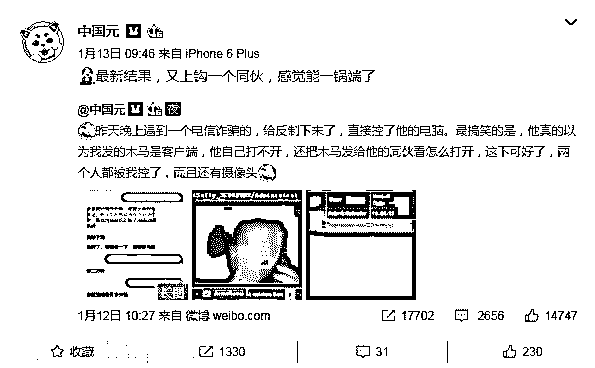 中国元
1月13日 09:46 来自 iPhone 6 Plus
最新结果，又上钩一个同伙，感觉能一锅端了
@中国元
昨天晚上逼到一个电信诈骗的，给反制下来了，直接控了他的电脑。最搞笑的是，他真的以
为我发的木马是客户端，他自己打不开，还把木马发给他的同伙看怎么打开，这下可好了，两
个人都被我控了，而且还有摄像头
1月12日 10:27 来自 微博 weibo.com
17702 2656 14747
收藏 1330 31 230